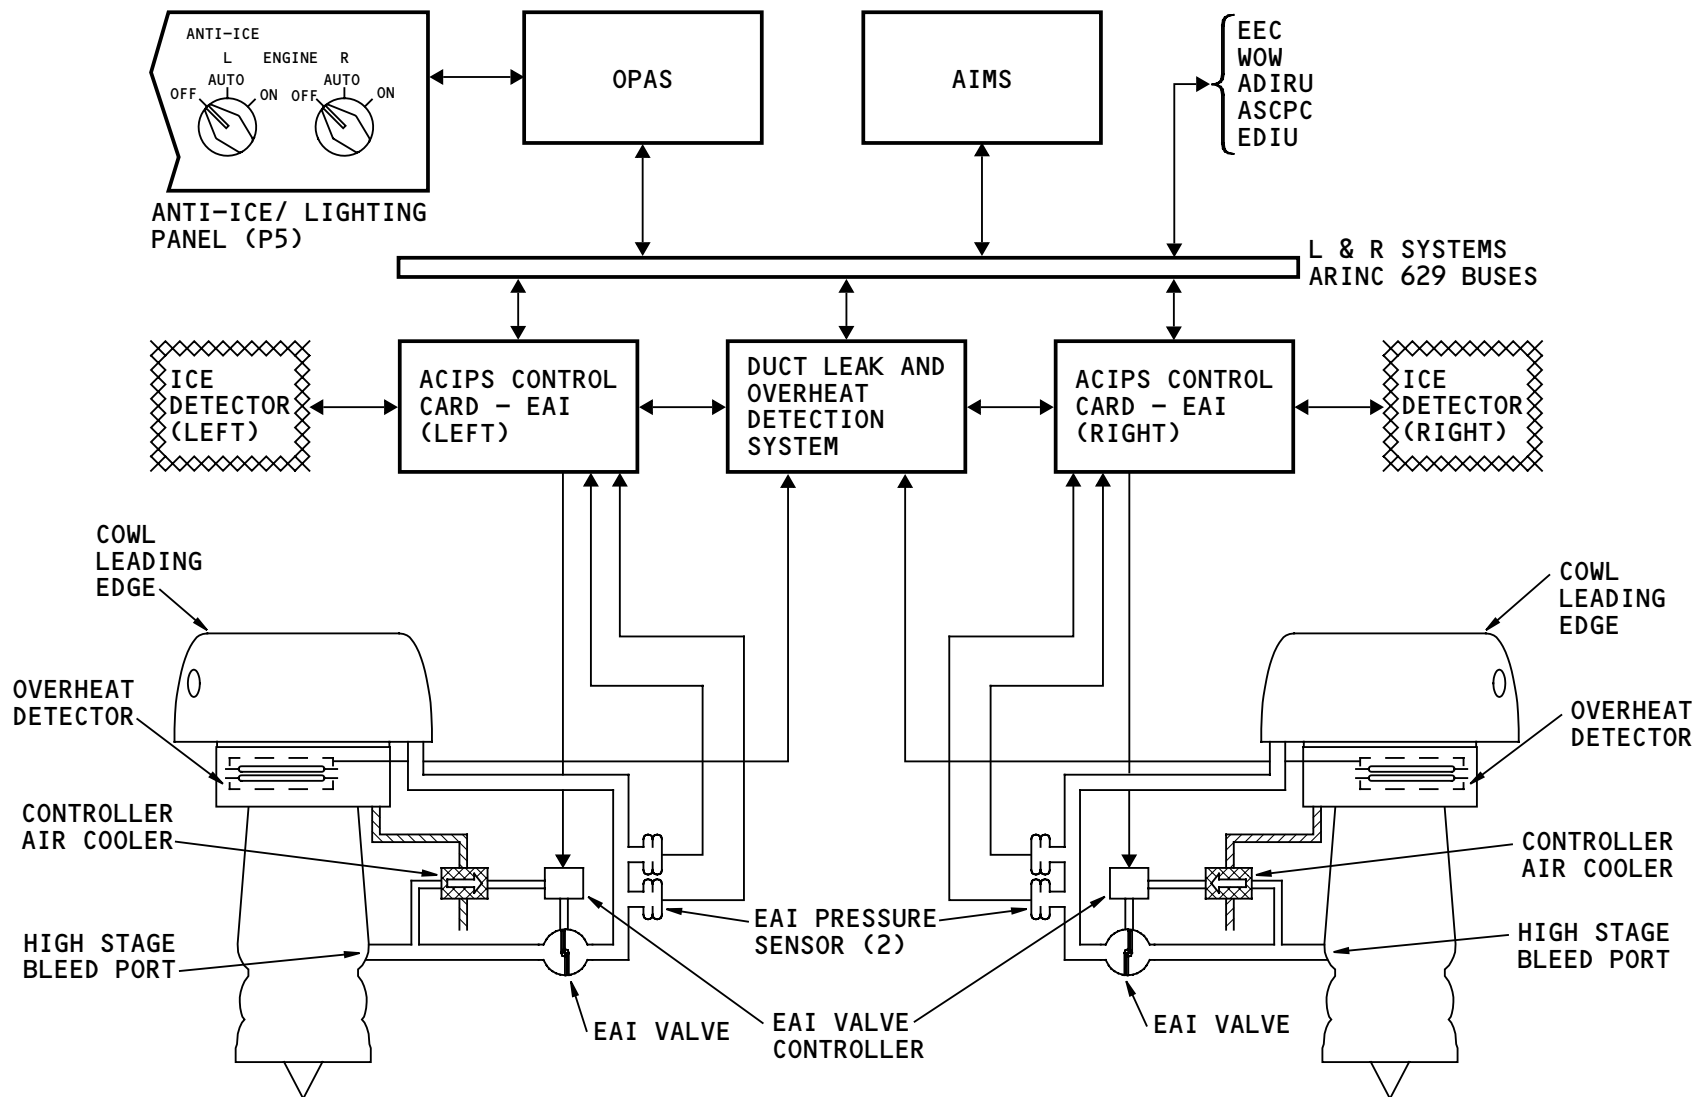 ANTI-ICE
L ENGINE R
AUTO AUTO
OFF ON OFF ON
ANTI-ICE/ LIGHTING
PANEL (P5)
OPAS
AIMS
EEC
WOW
ADIRU
ASCPC
EDIU
L & R SYSTEMS
ARINC 629 BUSES
ICE
DETECTOR
(LEFT)
ACIPS CONTROL
CARD – EAI
(LEFT)
DUCT LEAK AND
OVERHEAT
DETECTION
SYSTEM
ACIPS CONTROL
CARD – EAI
(RIGHT)
ICE
DETECTOR
(RIGHT)
COWL
LEADING
EDGE
COWL
LEADING
EDGE
OVERHEAT
DETECTOR
OVERHEAT
DETECTOR
CONTROLLER
AIR COOLER
CONTROLLER
AIR COOLER
EAI PRESSURE
SENSOR (2)
HIGH STAGE
BLEED PORT
HIGH STAGE
BLEED PORT
EAI VALVE
EAI VALVE
CONTROLLER
EAI VALVE